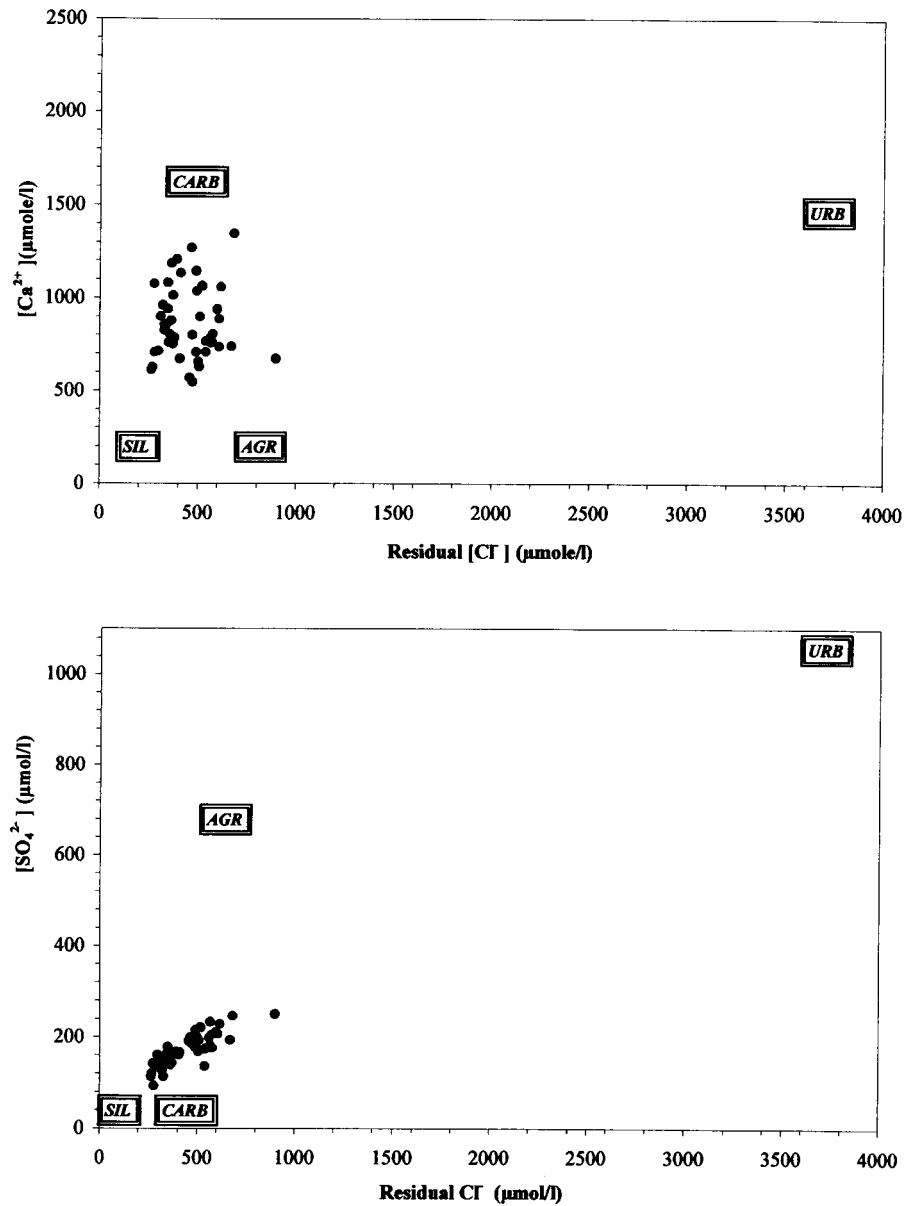 2500
2000
1500
1000
500
0
[Ca²⁺](µmole/l)
CARB
URB
SIL
AGR
0 500 1000 1500 2000 2500 3000 3500 4000
Residual [Cl⁻] (µmole/l)
1000
800
600
400
200
0
[SO₄²⁻] (µmol/l)
URB
AGR
SIL
CARB
0 500 1000 1500 2000 2500 3000 3500 4000
Residual Cl⁻ (µmol/l)